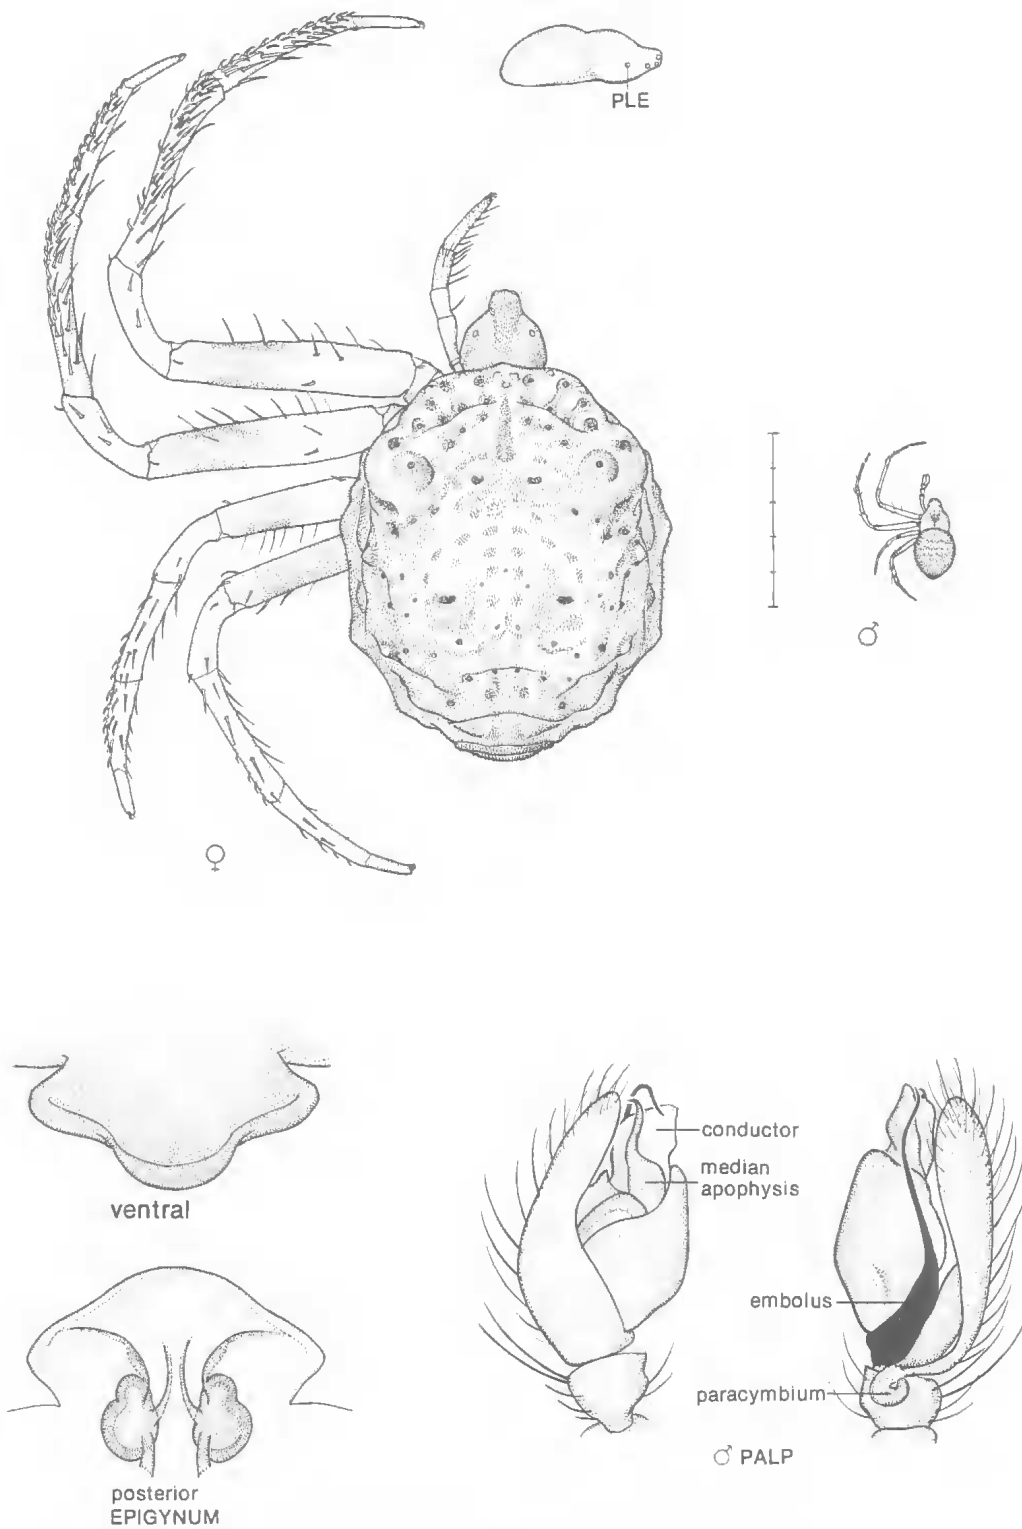 PLE
♂
♀
conductor
median
apophysis
ventral
embolus
paracymbium
♂ PALP
posterior
EPIGYNUM